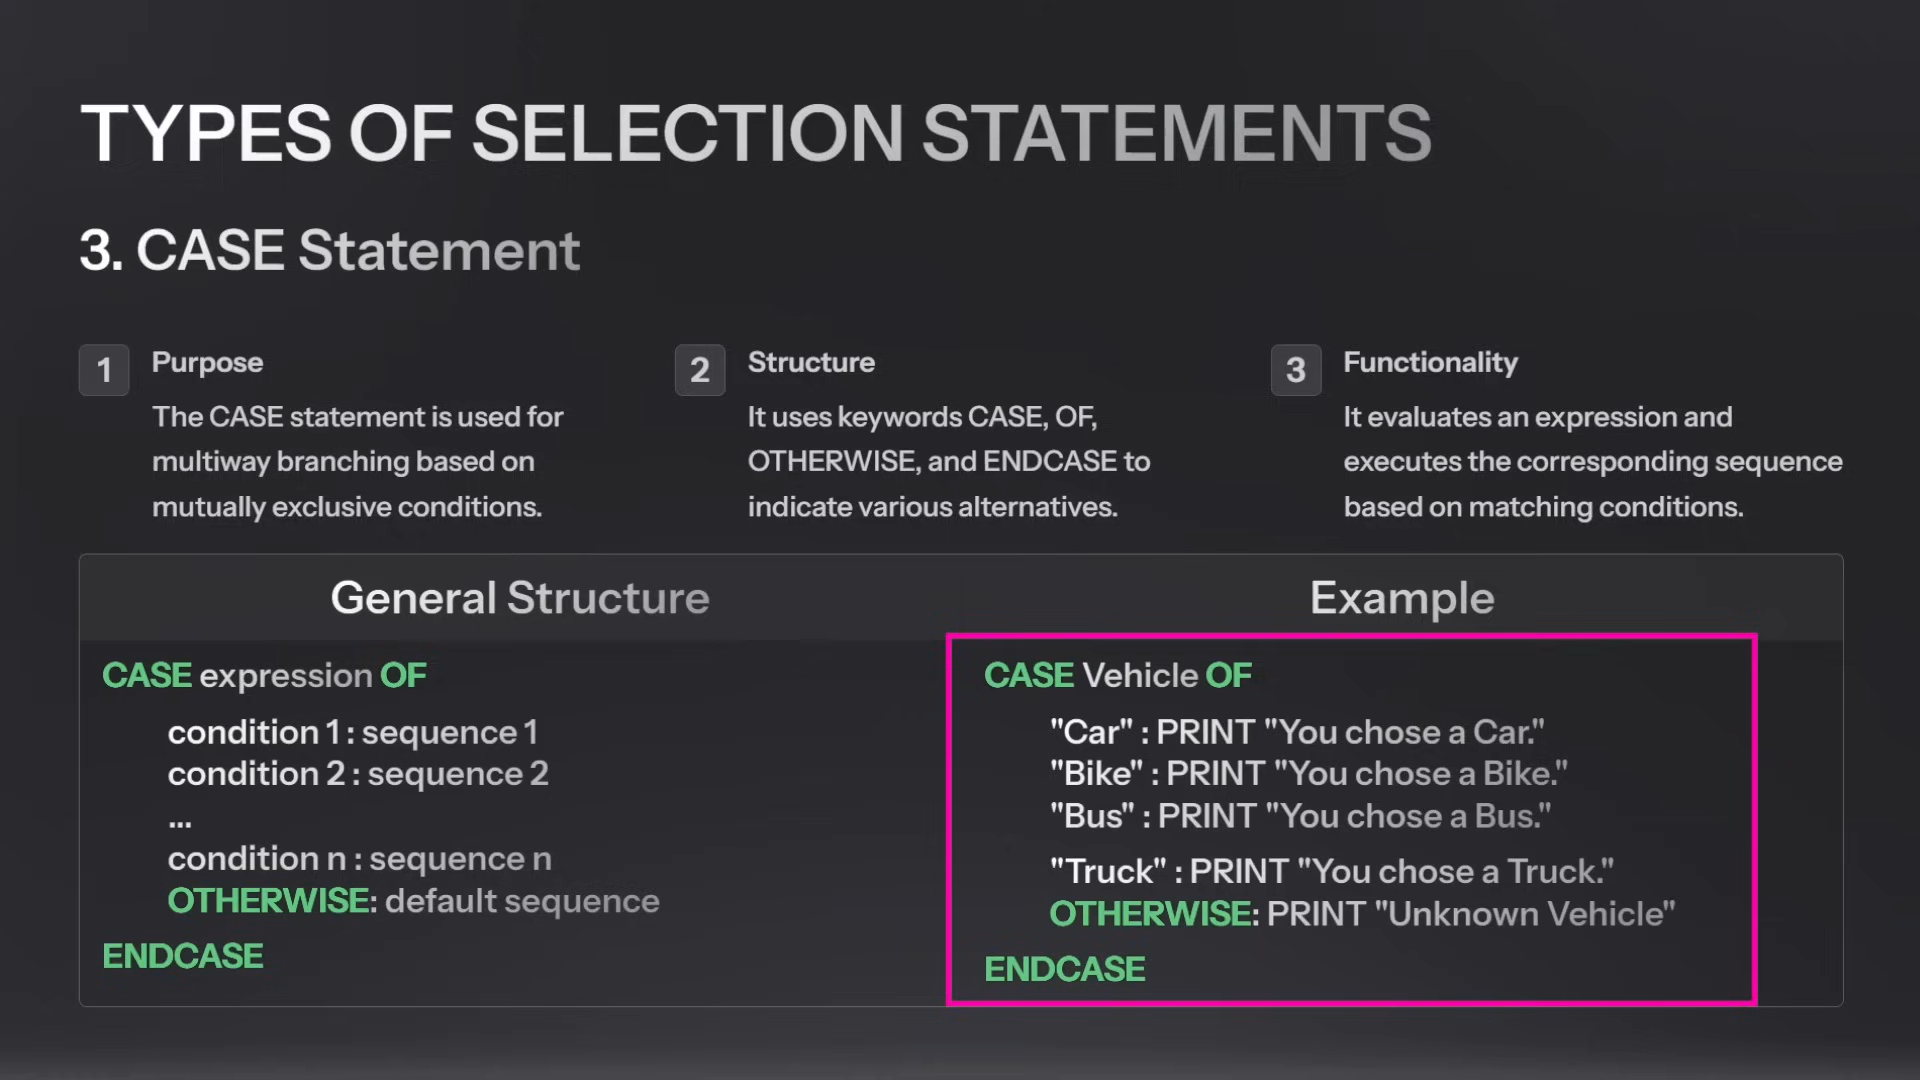 TYPES OF SELECTION STATEMENTS
3. CASE Statement
1
Purpose
The CASE statement is used for
multiway branching based on
mutually exclusive conditions.
2
Structure
It uses keywords CASE, OF,
OTHERWISE, and ENDCASE to
indicate various alternatives.
3
Functionality
It evaluates an expression and
executes the corresponding sequence
based on matching conditions.
General Structure
CASE expression OF
condition 1 : sequence 1
condition 2 : sequence 2
...
condition n : sequence n
OTHERWISE: default sequence
ENDCASE
Example
CASE Vehicle OF
"Car" : PRINT "You chose a Car."
"Bike" : PRINT "You chose a Bike."
"Bus" : PRINT "You chose a Bus."
"Truck" : PRINT "You chose a Truck."
OTHERWISE: PRINT "Unknown Vehicle"
ENDCASE